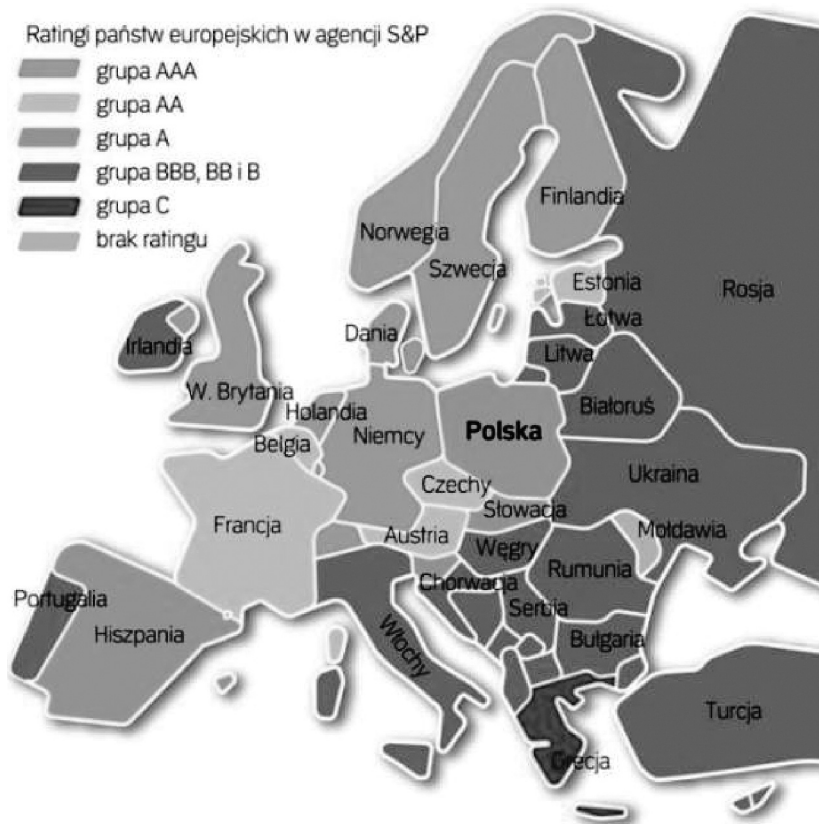 Ratingi państw europejskich w agencji S&P
grupa AAA
grupa AA
grupa A
grupa BBB, BB i B
grupa C
brak ratingu
Finlandia
Norwegia
Szwecja
Estonia
Rosja
Łotwa
Dania
Irlandia
Litwa
W. Brytania
Białoruś
Holandia
Niemcy
Polska
Belgia
Czechy
Ukraina
Słowacja
Francja
Austria
Mołdawia
Węgry
Rumunia
Chorwacja
Portugalia
Serbia
Hiszpania
Bułgaria
Włochy
Turcja
Grecja